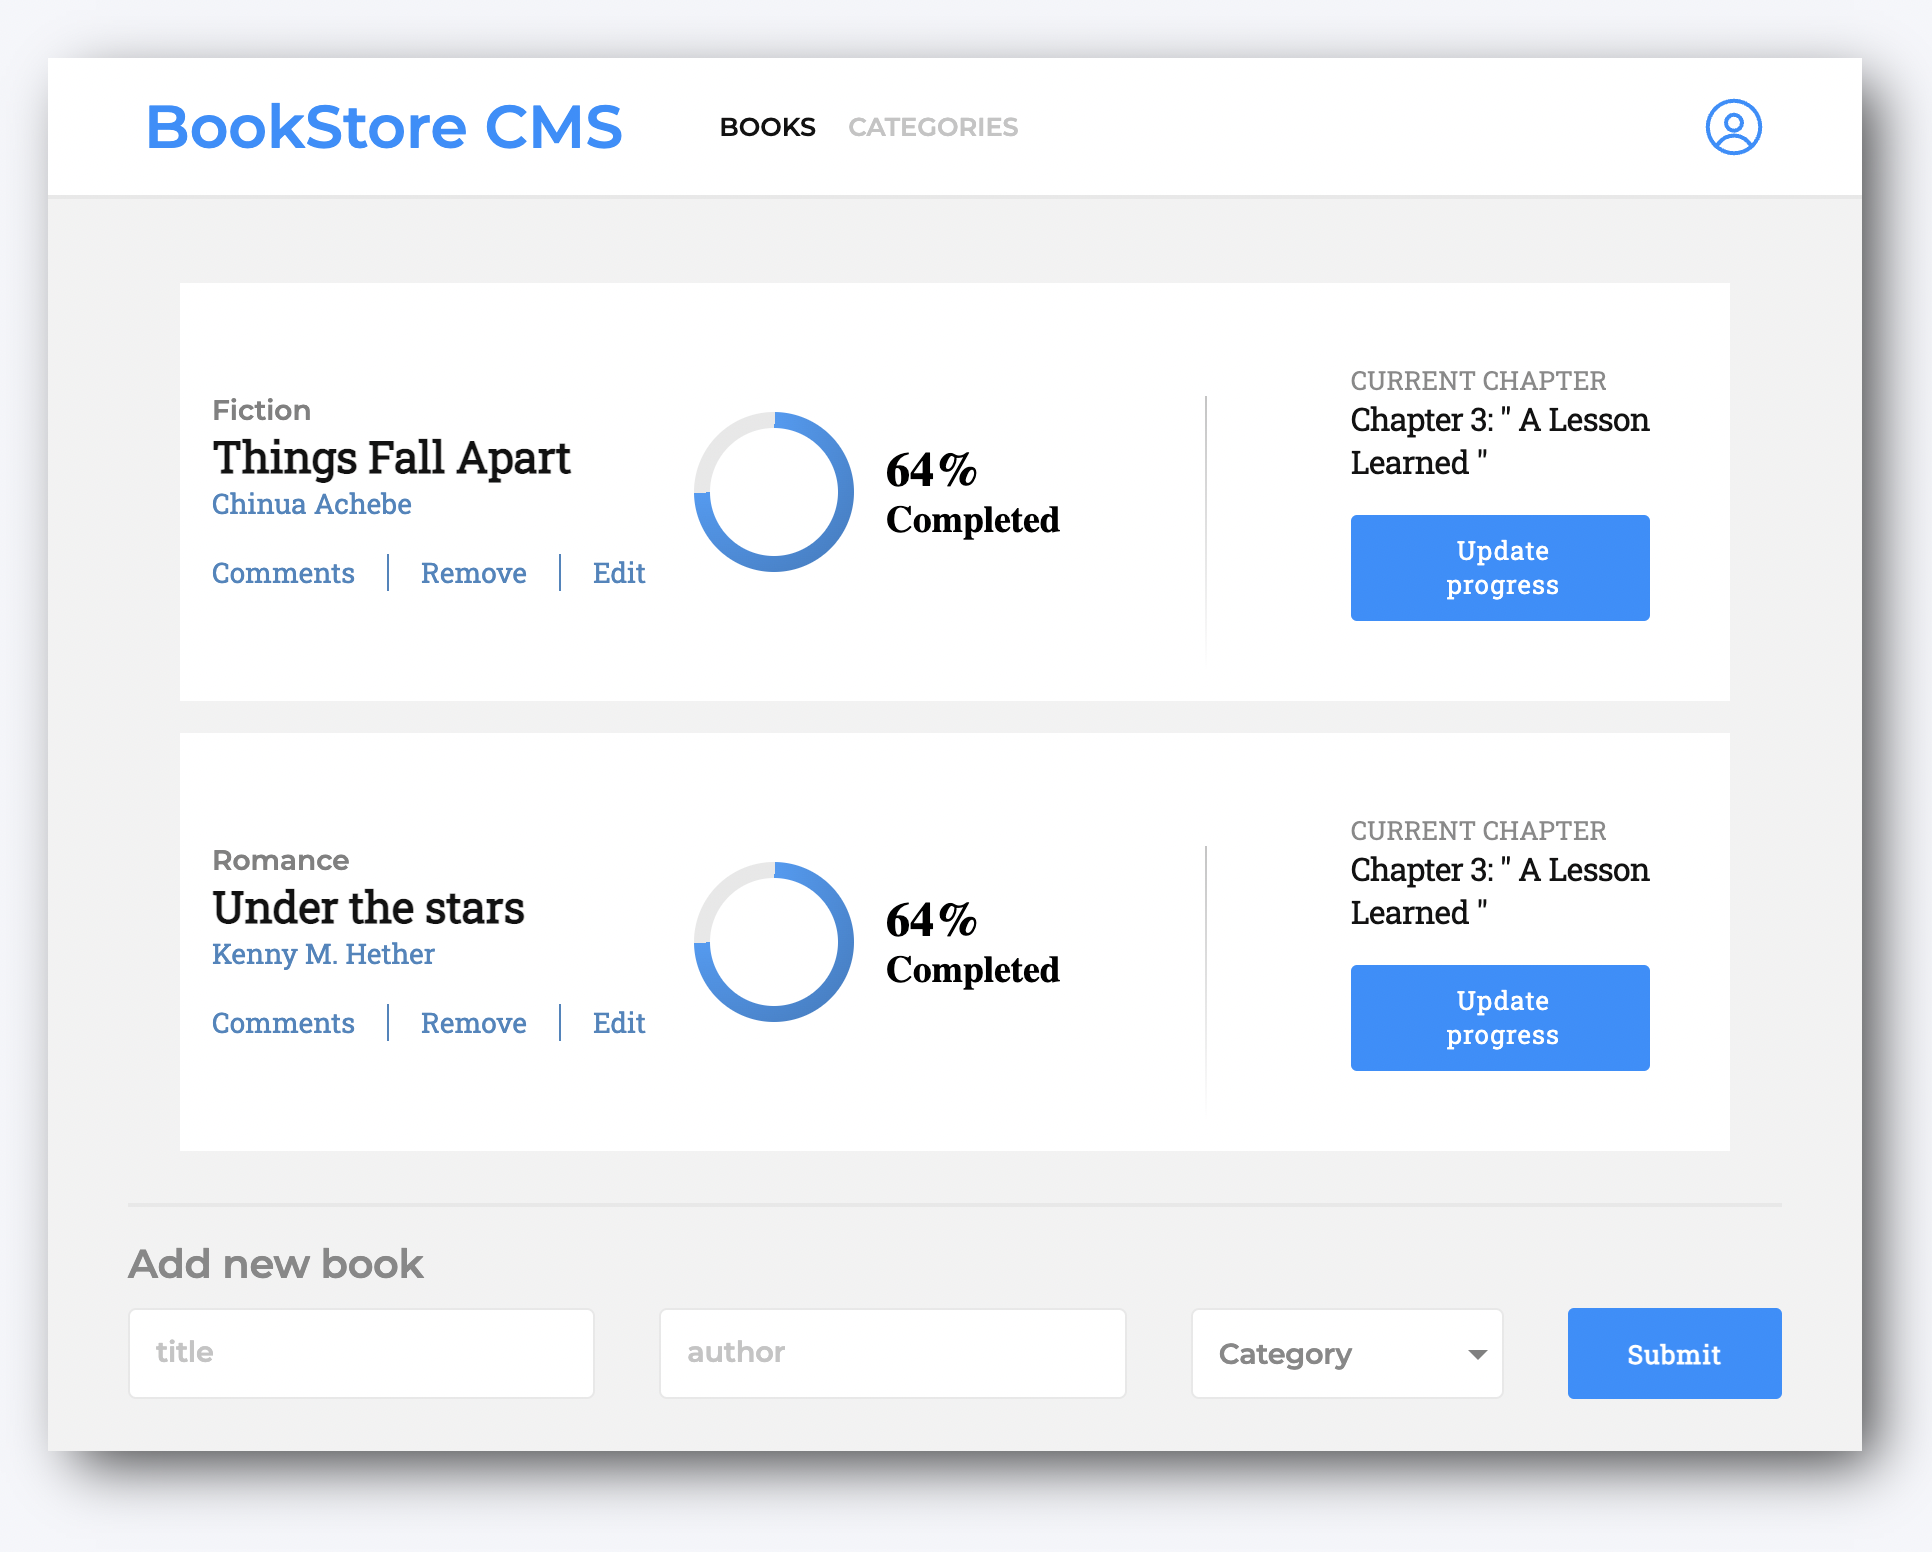 BookStore CMS
BOOKS
CATEGORIES
Fiction
Things Fall Apart
Chinua Achebe
Comments
Remove
Edit
64%
Completed
CURRENT CHAPTER
Chapter 3: " A Lesson
Learned "
Update
progress
Romance
Under the stars
Kenny M. Hether
Comments
Remove
Edit
64%
Completed
CURRENT CHAPTER
Chapter 3: " A Lesson
Learned "
Update
progress
Add new book
title
author
Category
Submit